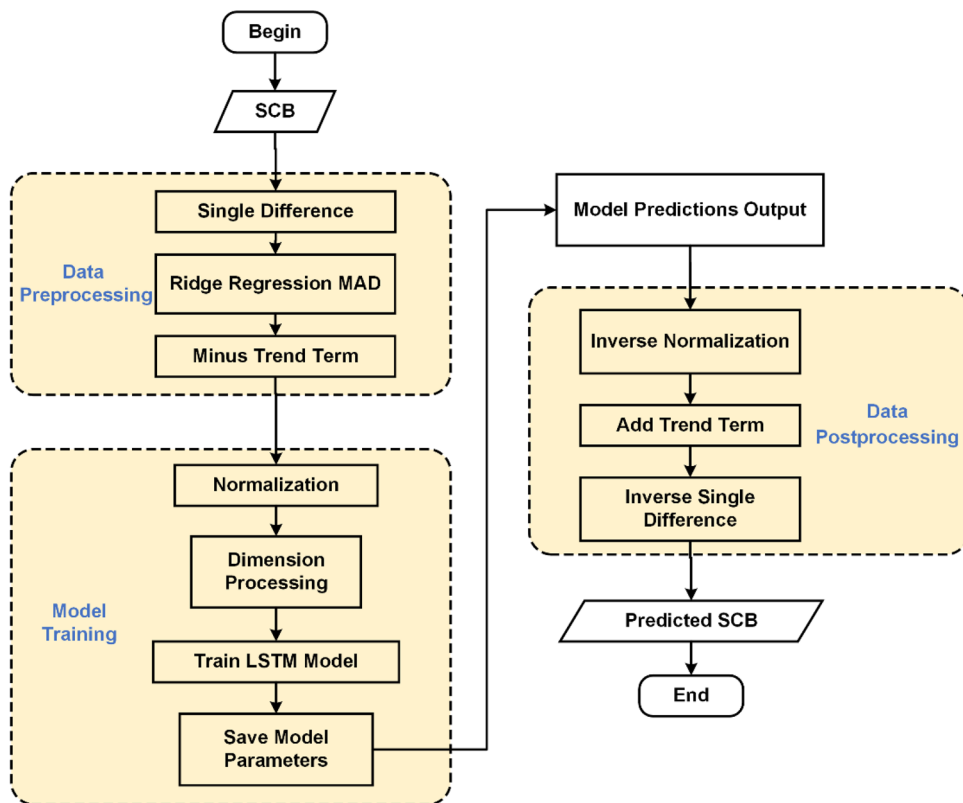 Begin
SCB
Data
Preprocessing
Single Difference
Ridge Regression MAD
Minus Trend Term
Model
Training
Normalization
Dimension
Processing
Train LSTM Model
Save Model
Parameters
Model Predictions Output
Data
Postprocessing
Inverse Normalization
Add Trend Term
Inverse Single
Difference
Predicted SCB
End